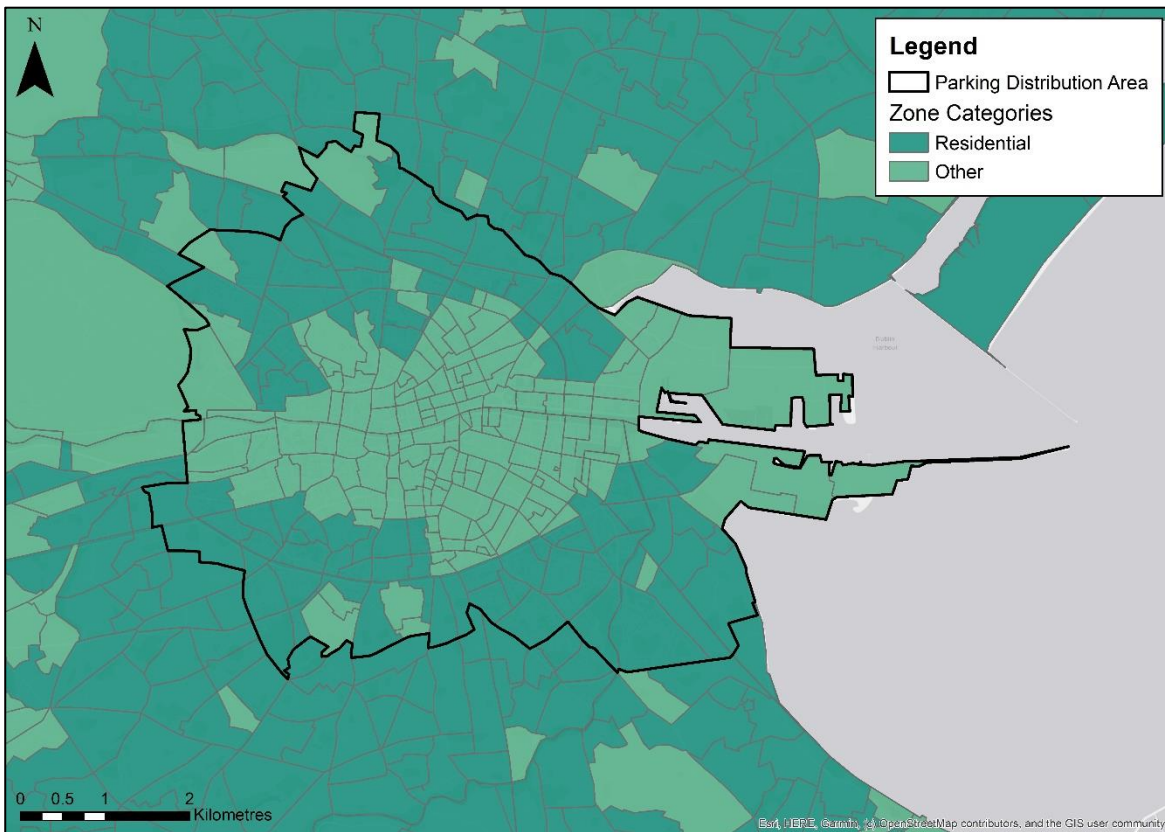 N
Legend
Parking Distribution Area
Zone Categories
Residential
Other
0 0.5 1 2
Kilometres
Esri, HERE, Garmin, (c) OpenStreetMap contributors, and the GIS user community